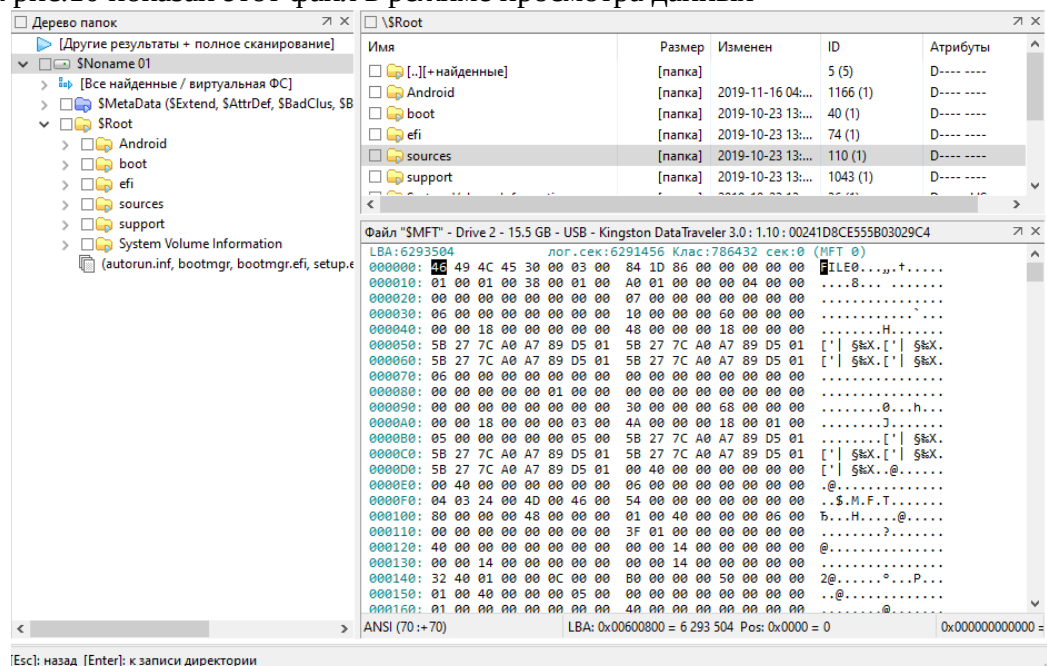 рис.10 показан этот файл в режиме просмотра данных
Дерево папок
[Другие результаты + полное сканирование]
$Noname 01
[Все найденные / виртуальная ФС]
$MetaData ($Extend, $AttrDef, $BadClus, $B
$Root
Android
boot
efi
sources
support
System Volume Information
(autorun.inf, bootmgr, bootmgr.efi, setup.e
\$Root
Имя Размер Изменен ID Атрибуты
[..][+найденные] [папка] 5 (5) D---- ----
Android [папка] 2019-11-16 04:... 1166 (1) D---- ----
boot [папка] 2019-10-23 13:... 40 (1) D---- ----
efi [папка] 2019-10-23 13:... 74 (1) D---- ----
sources [папка] 2019-10-23 13:... 110 (1) D---- ----
support [папка] 2019-10-23 13:... 1043 (1) D---- ----
Файл "$MFT" - Drive 2 - 15.5 GB - USB - Kingston DataTraveler 3.0 : 1.10 : 00241D8CE555B03029C4
LBA:6293504 лог.сек:6291456 Клас:786432 сек:0 (MFT 0)
000000: 46 49 4C 45 30 00 03 00 84 1D 86 00 00 00 00 00 FILE0...„.†.....
000010: 01 00 01 00 38 00 01 00 A0 01 00 00 00 04 00 00 ....8... .......
000020: 00 00 00 00 00 00 00 00 07 00 00 00 00 00 00 00 ................
000030: 06 00 00 00 00 00 00 00 10 00 00 00 60 00 00 00 ............`...
000040: 00 00 18 00 00 00 00 00 48 00 00 00 18 00 00 00 ........H.......
000050: 5B 27 7C A0 A7 89 D5 01 5B 27 7C A0 A7 89 D5 01 ['| §‰Х.['| §‰Х.
000060: 5B 27 7C A0 A7 89 D5 01 5B 27 7C A0 A7 89 D5 01 ['| §‰Х.['| §‰Х.
000070: 06 00 00 00 00 00 00 00 00 00 00 00 00 00 00 00 ................
000080: 00 00 00 00 00 01 00 00 00 00 00 00 00 00 00 00 ................
000090: 00 00 00 00 00 00 00 00 30 00 00 00 68 00 00 00 ........0...h...
0000A0: 00 00 18 00 00 00 03 00 4A 00 00 00 18 00 01 00 ........J.......
0000B0: 05 00 00 00 00 00 05 00 5B 27 7C A0 A7 89 D5 01 ........['| §‰Х.
0000C0: 5B 27 7C A0 A7 89 D5 01 5B 27 7C A0 A7 89 D5 01 ['| §‰Х.['| §‰Х.
0000D0: 5B 27 7C A0 A7 89 D5 01 00 40 00 00 00 00 00 00 ['| §‰Х..@......
0000E0: 00 40 00 00 00 00 00 00 06 00 00 00 00 00 00 00 .@..............
0000F0: 04 03 24 00 4D 00 46 00 54 00 00 00 00 00 00 00 ..$.M.F.T.......
000100: 80 00 00 00 48 00 00 00 01 00 40 00 00 00 06 00 Ђ...H.....@.....
000110: 00 00 00 00 00 00 00 00 3F 01 00 00 00 00 00 00 ........?.......
000120: 40 00 00 00 00 00 00 00 00 00 14 00 00 00 00 00 @...............
000130: 00 00 14 00 00 00 00 00 00 00 14 00 00 00 00 00 ................
000140: 32 40 01 00 00 0C 00 00 B0 00 00 00 50 00 00 00 2@......°...P...
000150: 01 00 40 00 00 00 05 00 00 00 00 00 00 00 00 00 ..@.............
000160: 01 00 00 00 00 00 00 00 40 00 00 00 00 00 00 00 ........@.......
ANSI (70 :+ 70) LBA: 0x00600800 = 6 293 504 Pos: 0x0000 = 0 0x000000000000 =
[Esc]: назад [Enter]: к записи директории